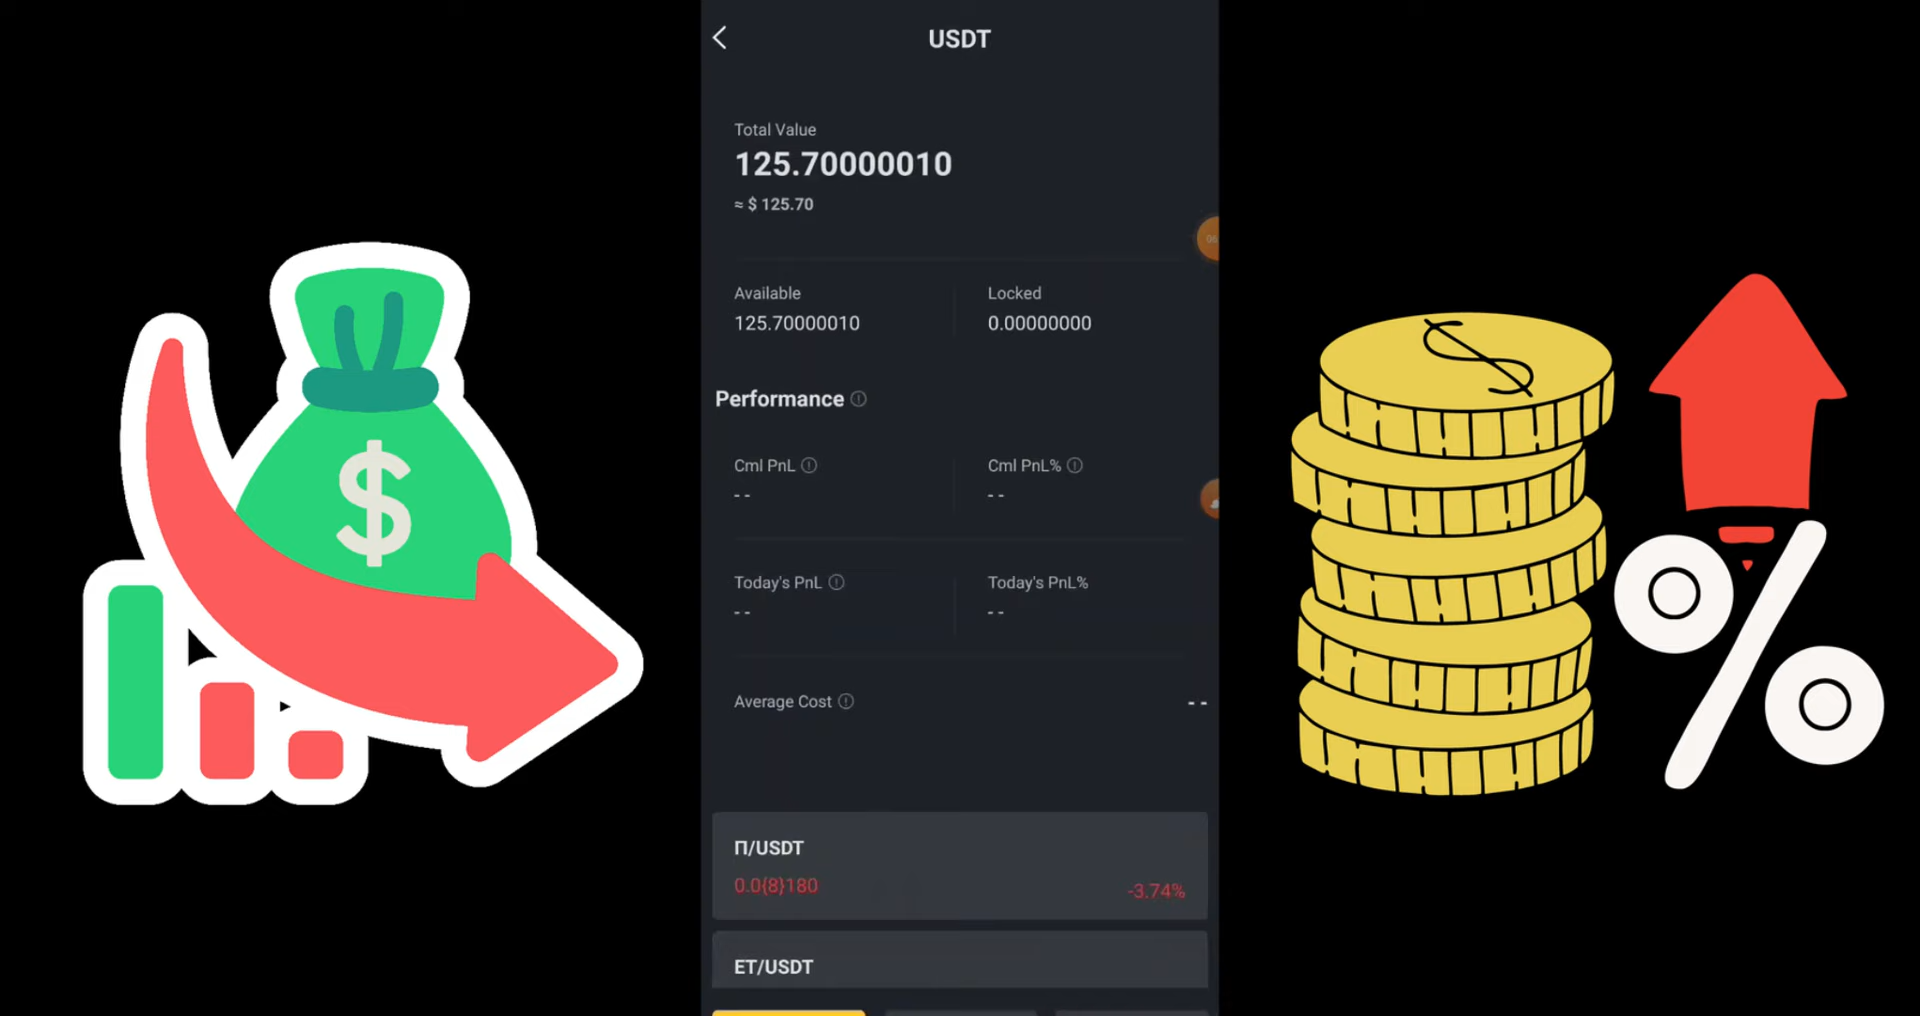 USDT
Total Value
125.70000010
≈ $ 125.70
06
Available
Locked
125.70000010
0.00000000
Performance
Cml PnL
Cml PnL%
--
--
Today's PnL
Today's PnL%
--
--
Average Cost
--
П/USDT
0.0{8}180
-3.74%
ET/USDT
$
$
%